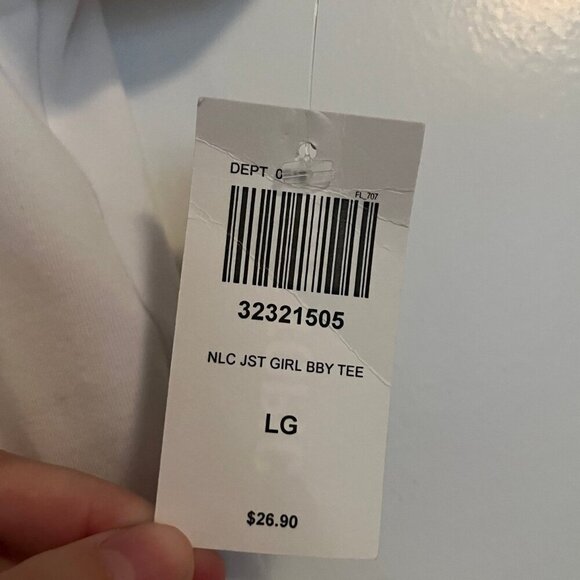 DEPT 0
FL_707
32321505
NLC JST GIRL BBY TEE
LG
$26.90